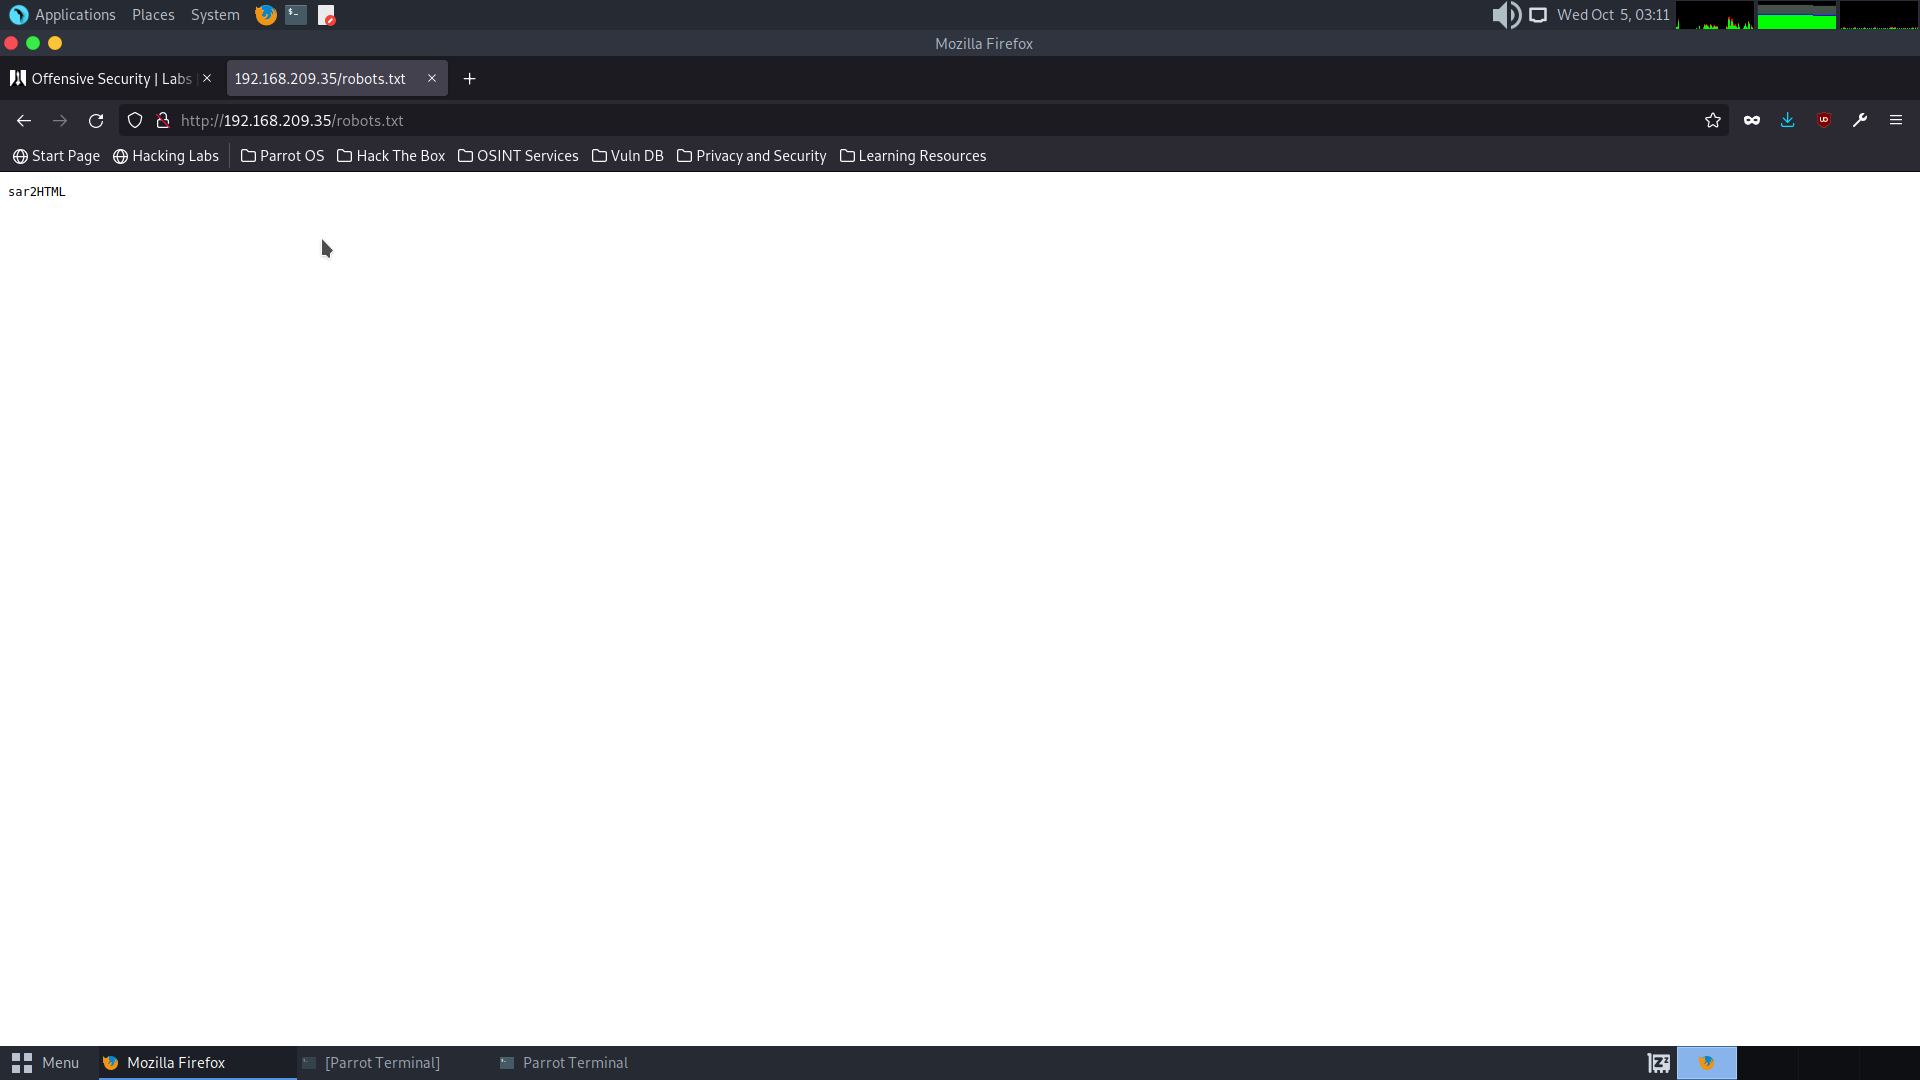 Applications Places System Wed Oct 5, 03:11
Mozilla Firefox
Offensive Security | Labs 192.168.209.35/robots.txt
http://192.168.209.35/robots.txt
Start Page Hacking Labs Parrot OS Hack The Box OSINT Services Vuln DB Privacy and Security Learning Resources
sar2HTML
Menu Mozilla Firefox [Parrot Terminal] Parrot Terminal